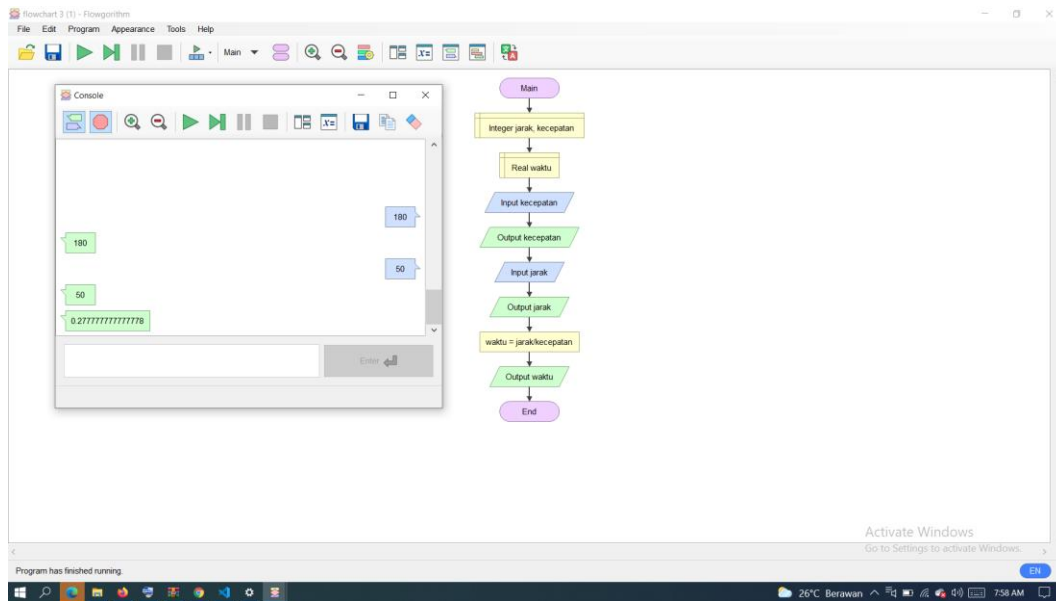 flowchart 3 (1) - Flowgorithm
File Edit Program Appearance Tools Help
Main
Console
180
180
50
50
0.277777777777778
Enter
Main
Integer jarak, kecepatan
Real waktu
Input kecepatan
Output kecepatan
Input jarak
Output jarak
waktu = jarak/kecepatan
Output waktu
End
Activate Windows
Go to Settings to activate Windows.
Program has finished running.
EN
26°C Berawan
7:58 AM